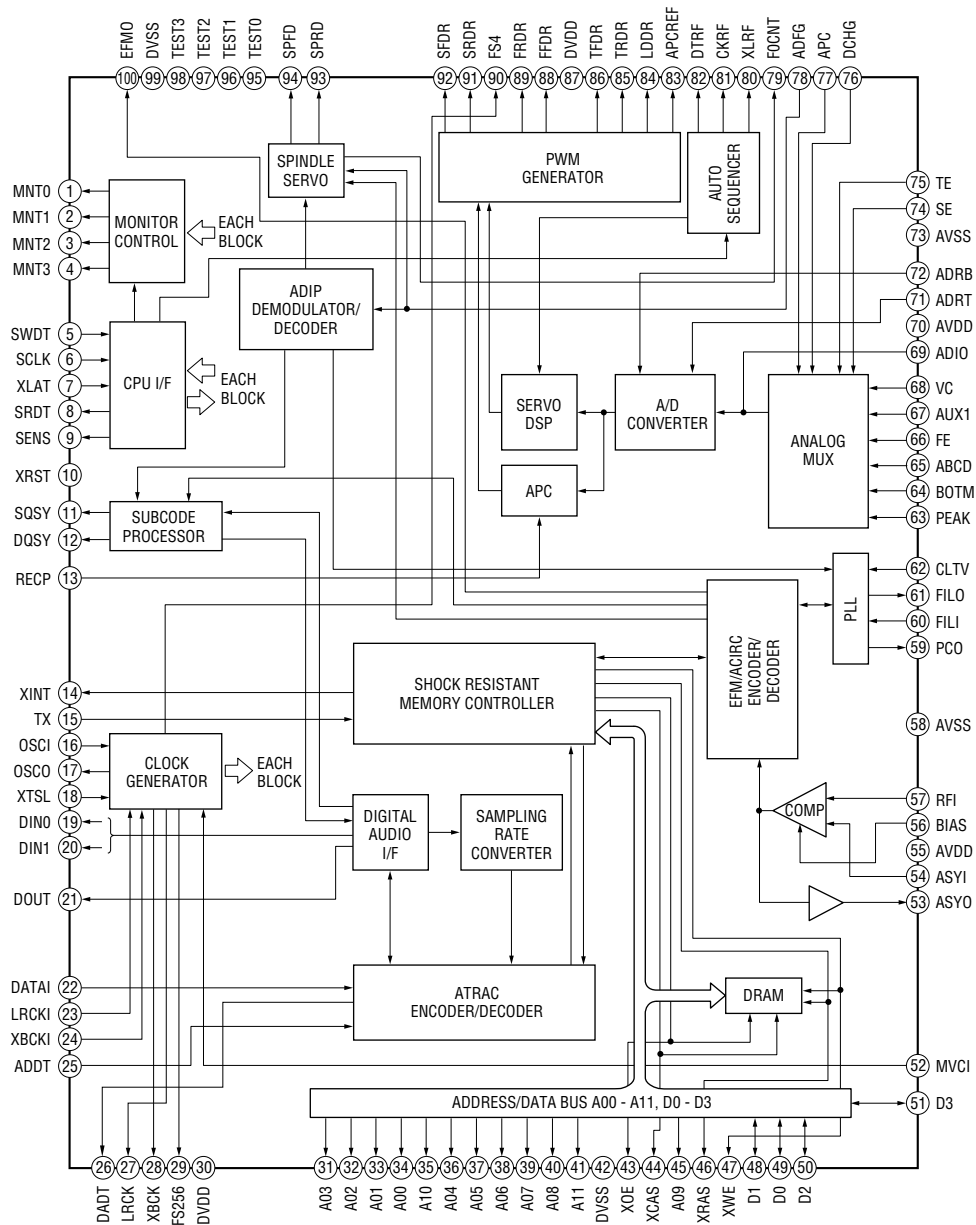 EFMO DVSS TEST3 TEST2 TEST1 TEST0 SPFD SPRD SFDR SRDR FS4 FRDR FFDR DVDD TFDR TRDR LDDR APCREF DTRF CKRF XLRF F0CNT ADFG APC DCHG
100 99 98 97 96 95 94 93 92 91 90 89 88 87 86 85 84 83 82 81 80 79 78 77 76
SPINDLE
SERVO
PWM
GENERATOR
AUTO
SEQUENCER
MNT0 1
MNT1 2
MNT2 3
MNT3 4
MONITOR
CONTROL
EACH
BLOCK
75 TE
74 SE
73 AVSS
72 ADRB
71 ADRT
70 AVDD
69 ADIO
ADIP
DEMODULATOR/
DECODER
SWDT 5
SCLK 6
XLAT 7
SRDT 8
SENS 9
CPU I/F
EACH
BLOCK
SERVO
DSP
A/D
CONVERTER
ANALOG
MUX
68 VC
67 AUX1
66 FE
65 ABCD
64 BOTM
63 PEAK
XRST 10
SQSY 11
DQSY 12
RECP 13
SUBCODE
PROCESSOR
APC
62 CLTV
61 FILO
60 FILI
59 PCO
PLL
EFM/ACIRC
ENCODER/
DECODER
SHOCK RESISTANT
MEMORY CONTROLLER
XINT 14
TX 15
OSCI 16
OSCO 17
XTSL 18
DIN0 19
DIN1 20
DOUT 21
CLOCK
GENERATOR
EACH
BLOCK
58 AVSS
57 RFI
56 BIAS
55 AVDD
54 ASYI
53 ASYO
COMP
DIGITAL
AUDIO
I/F
SAMPLING
RATE
CONVERTER
DATAI 22
LRCKI 23
XBCKI 24
ADDT 25
ATRAC
ENCODER/DECODER
DRAM
52 MVCI
51 D3
ADDRESS/DATA BUS A00 - A11, D0 - D3
26 27 28 29 30 31 32 33 34 35 36 37 38 39 40 41 42 43 44 45 46 47 48 49 50
DADT LRCK XBCK FS256 DVDD A03 A02 A01 A00 A10 A04 A05 A06 A07 A08 A11 DVSS XOE XCAS A09 XRAS XWE D1 D0 D2